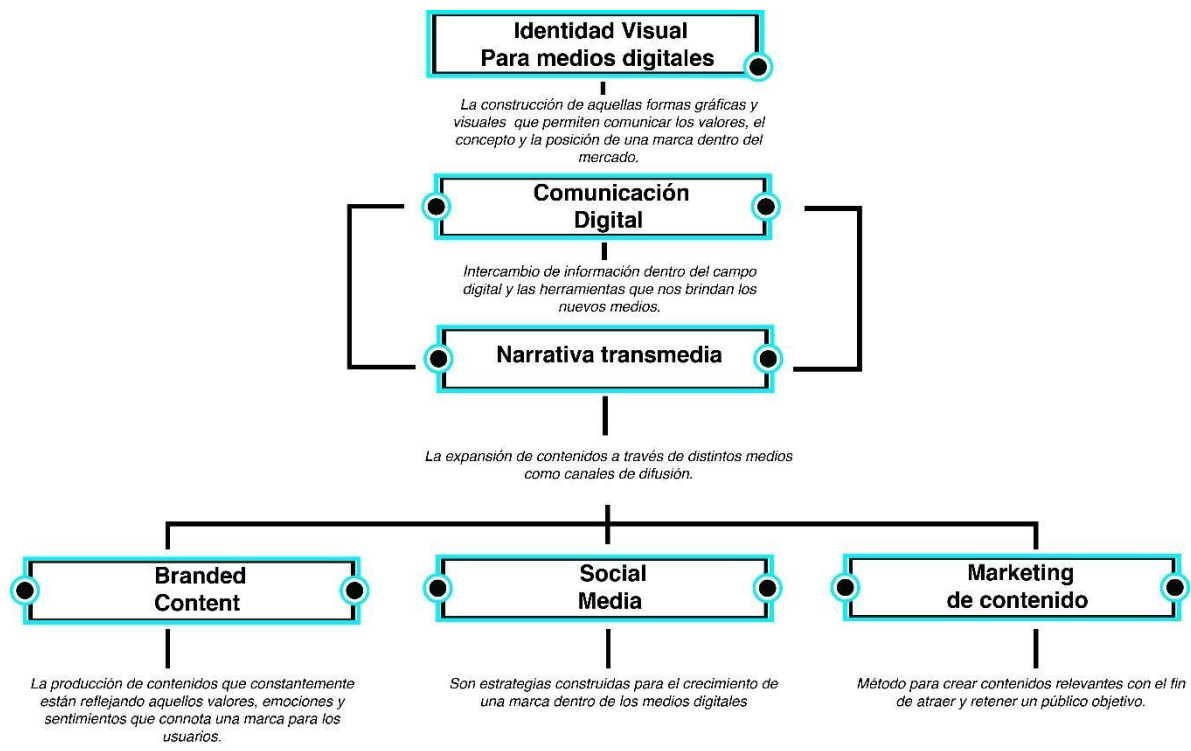 Identidad Visual
Para medios digitales
La construcción de aquellas formas gráficas y
visuales que permiten comunicar los valores, el
concepto y la posición de una marca dentro del
mercado.
Comunicación
Digital
Intercambio de información dentro del campo
digital y las herramientas que nos brindan los
nuevos medios.
Narrativa transmedia
La expansión de contenidos a través de distintos medios
como canales de difusión.
Branded
Content
La producción de contenidos que constantemente
están reflejando aquellos valores, emociones y
sentimientos que connota una marca para los
usuarios.
Social
Media
Son estrategias construidas para el crecimiento de
una marca dentro de los medios digitales
Marketing
de contenido
Método para crear contenidos relevantes con el fin
de atraer y retener un público objetivo.